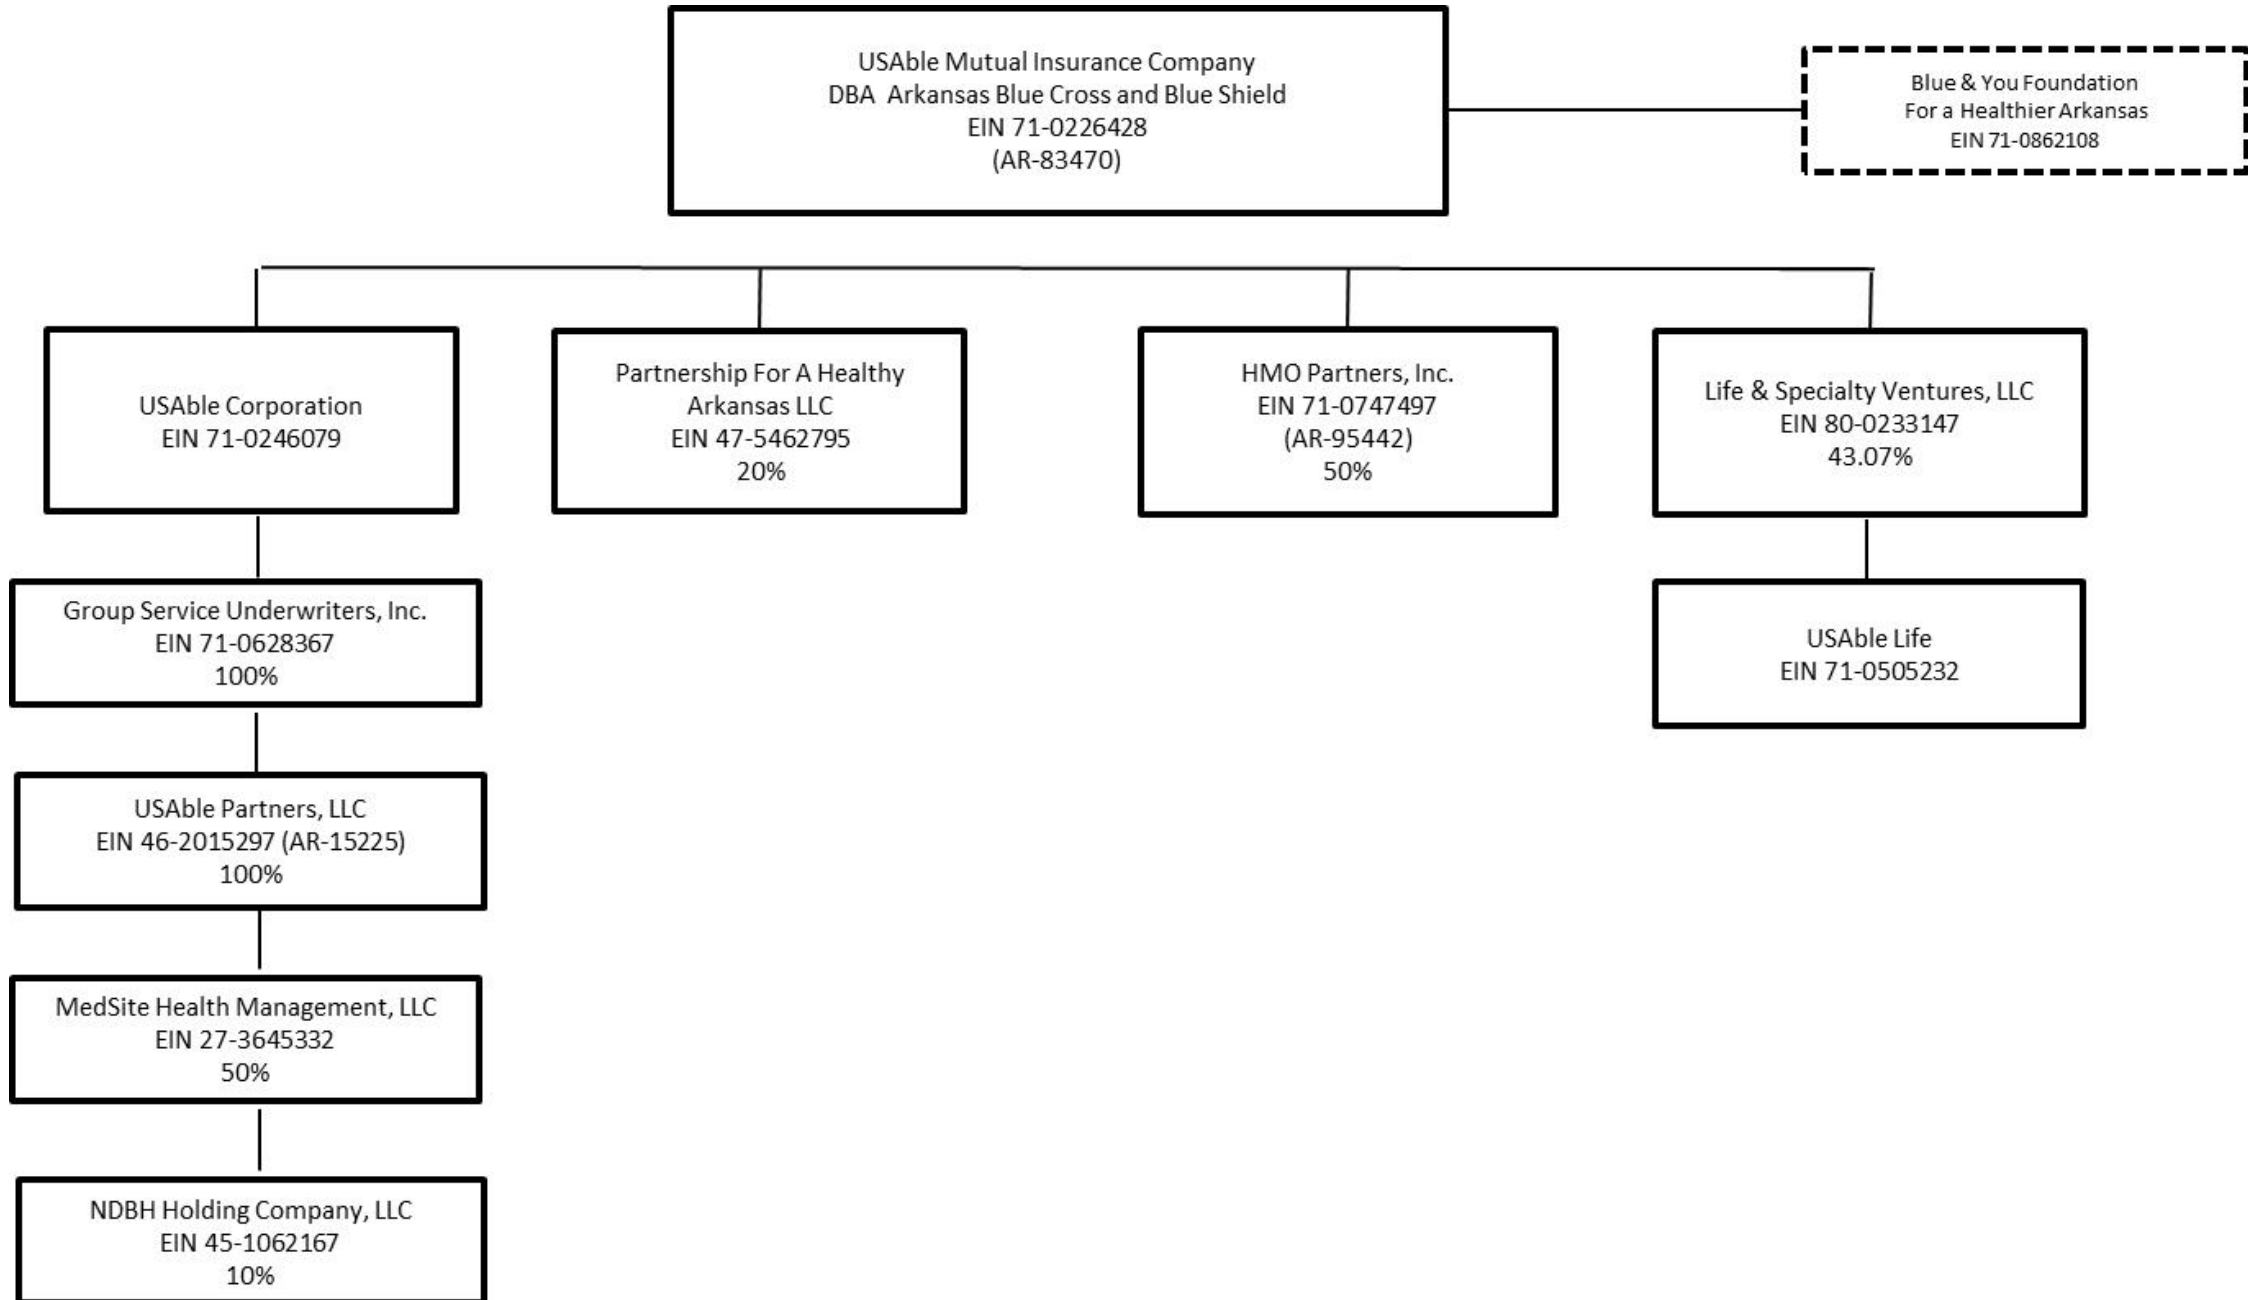 USAble Mutual Insurance Company
DBA Arkansas Blue Cross and Blue Shield
EIN 71-0226428
(AR-83470)
Blue & You Foundation
For a Healthier Arkansas
EIN 71-0862108
USAble Corporation
EIN 71-0246079
Partnership For A Healthy
Arkansas LLC
EIN 47-5462795
20%
HMO Partners, Inc.
EIN 71-0747497
(AR-95442)
50%
Life & Specialty Ventures, LLC
EIN 80-0233147
43.07%
Group Service Underwriters, Inc.
EIN 71-0628367
100%
USAble Life
EIN 71-0505232
USAble Partners, LLC
EIN 46-2015297 (AR-15225)
100%
MedSite Health Management, LLC
EIN 27-3645332
50%
NDBH Holding Company, LLC
EIN 45-1062167
10%